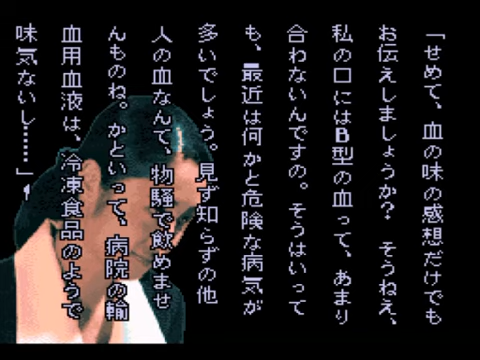 「せめて、血の味の感想だけでも
お伝えしましょうか？　そうねえ、
私の口にはＢ型の血って、あまり
合わないんですの。そうはいって
も、最近は何かと危険な病気が
多いでしょう。見ず知らずの他
人の血なんて、物騒で飲めませ
んものね。かといって、病院の輸
血用血液は、冷凍食品のようで
味気ないし……」